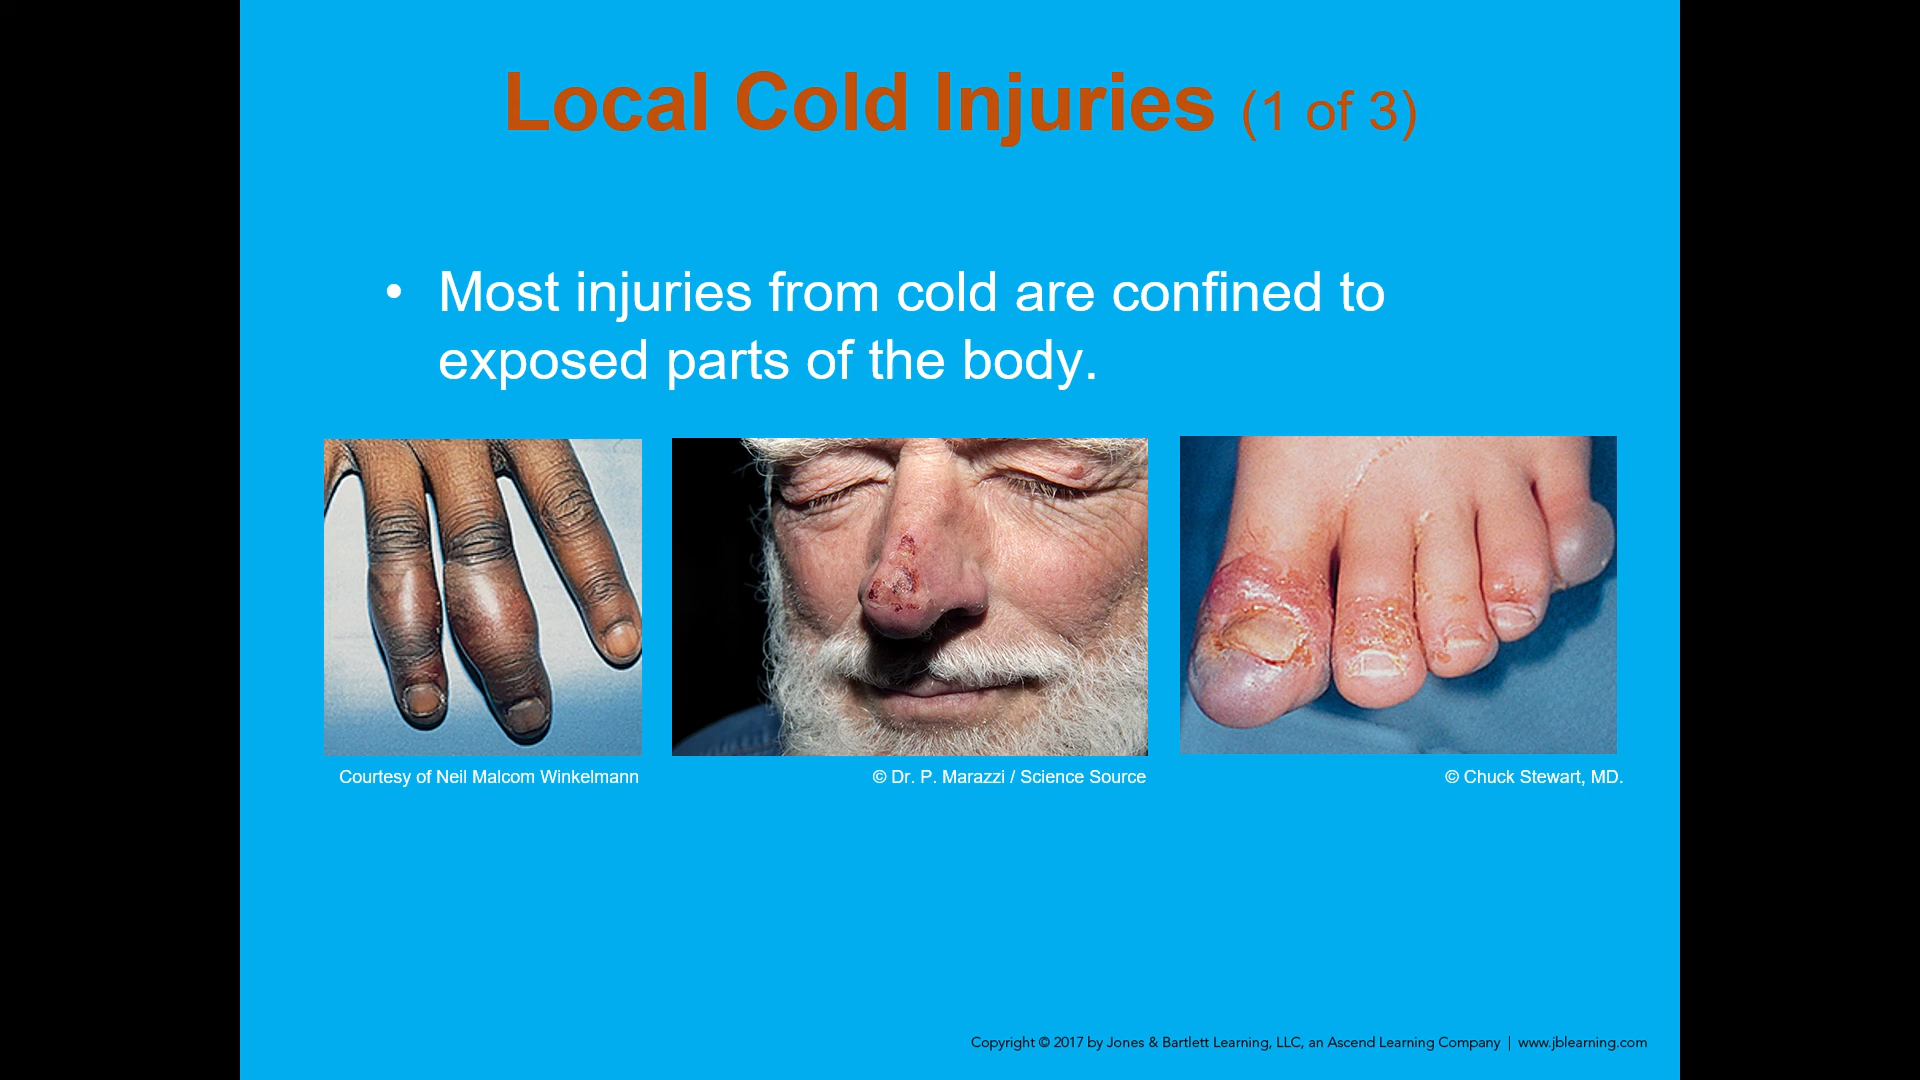 Local Cold Injuries (1 of 3)
• Most injuries from cold are confined to
exposed parts of the body.
Courtesy of Neil Malcom Winkelmann
© Dr. P. Marazzi / Science Source
© Chuck Stewart, MD.
Copyright © 2017 by Jones & Bartlett Learning, LLC, an Ascend Learning Company | www.jblearning.com